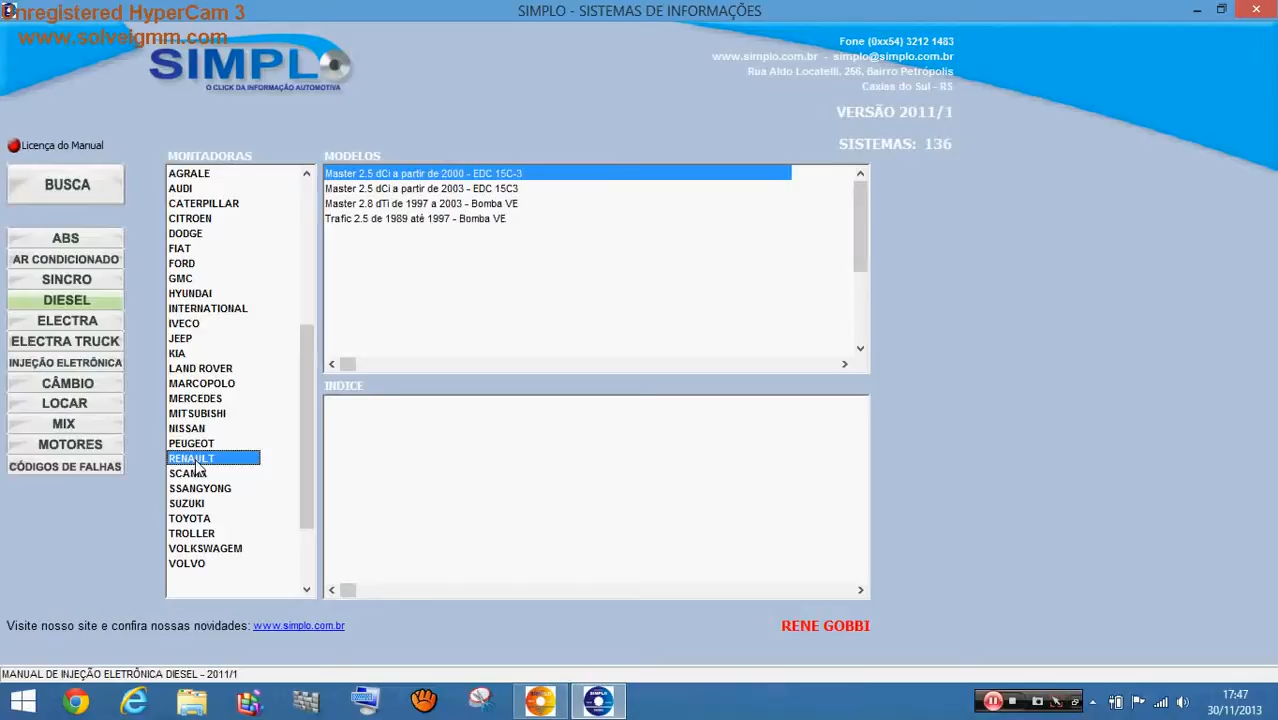 Unregistered HyperCam 3
www.solveigmm.com
SIMPLO - SISTEMAS DE INFORMAÇÕES
SIMPLO
O CLICK DA INFORMAÇÃO AUTOMOTIVA
Fone (0xx54) 3212 1483
www.simplo.com.br - simplo@simplo.com.br
Rua Aldo Locatelli, 256, Bairro Petrópolis
Caxias do Sul - RS
VERSÃO 2011/1
SISTEMAS: 136
Licença do Manual
BUSCA
ABS
AR CONDICIONADO
SINCRO
DIESEL
ELECTRA
ELECTRA TRUCK
INJEÇÃO ELETRÔNICA
CÂMBIO
LOCAR
MIX
MOTORES
CÓDIGOS DE FALHAS
MONTADORAS
AGRALE
AUDI
CATERPILLAR
CITROEN
DODGE
FIAT
FORD
GMC
HYUNDAI
INTERNATIONAL
IVECO
JEEP
KIA
LAND ROVER
MARCOPOLO
MERCEDES
MITSUBISHI
NISSAN
PEUGEOT
RENAULT
SCANIA
SSANGYONG
SUZUKI
TOYOTA
TROLLER
VOLKSWAGEM
VOLVO
MODELOS
Master 2.5 dCi a partir de 2000 - EDC 15C-3
Master 2.5 dCi a partir de 2003 - EDC 15C3
Master 2.8 dTi de 1997 a 2003 - Bomba VE
Trafic 2.5 de 1989 até 1997 - Bomba VE
INDICE
Visite nosso site e confira nossas novidades: www.simplo.com.br
RENE GOBBI
MANUAL DE INJEÇÃO ELETRÔNICA DIESEL - 2011/1
17:47
30/11/2013